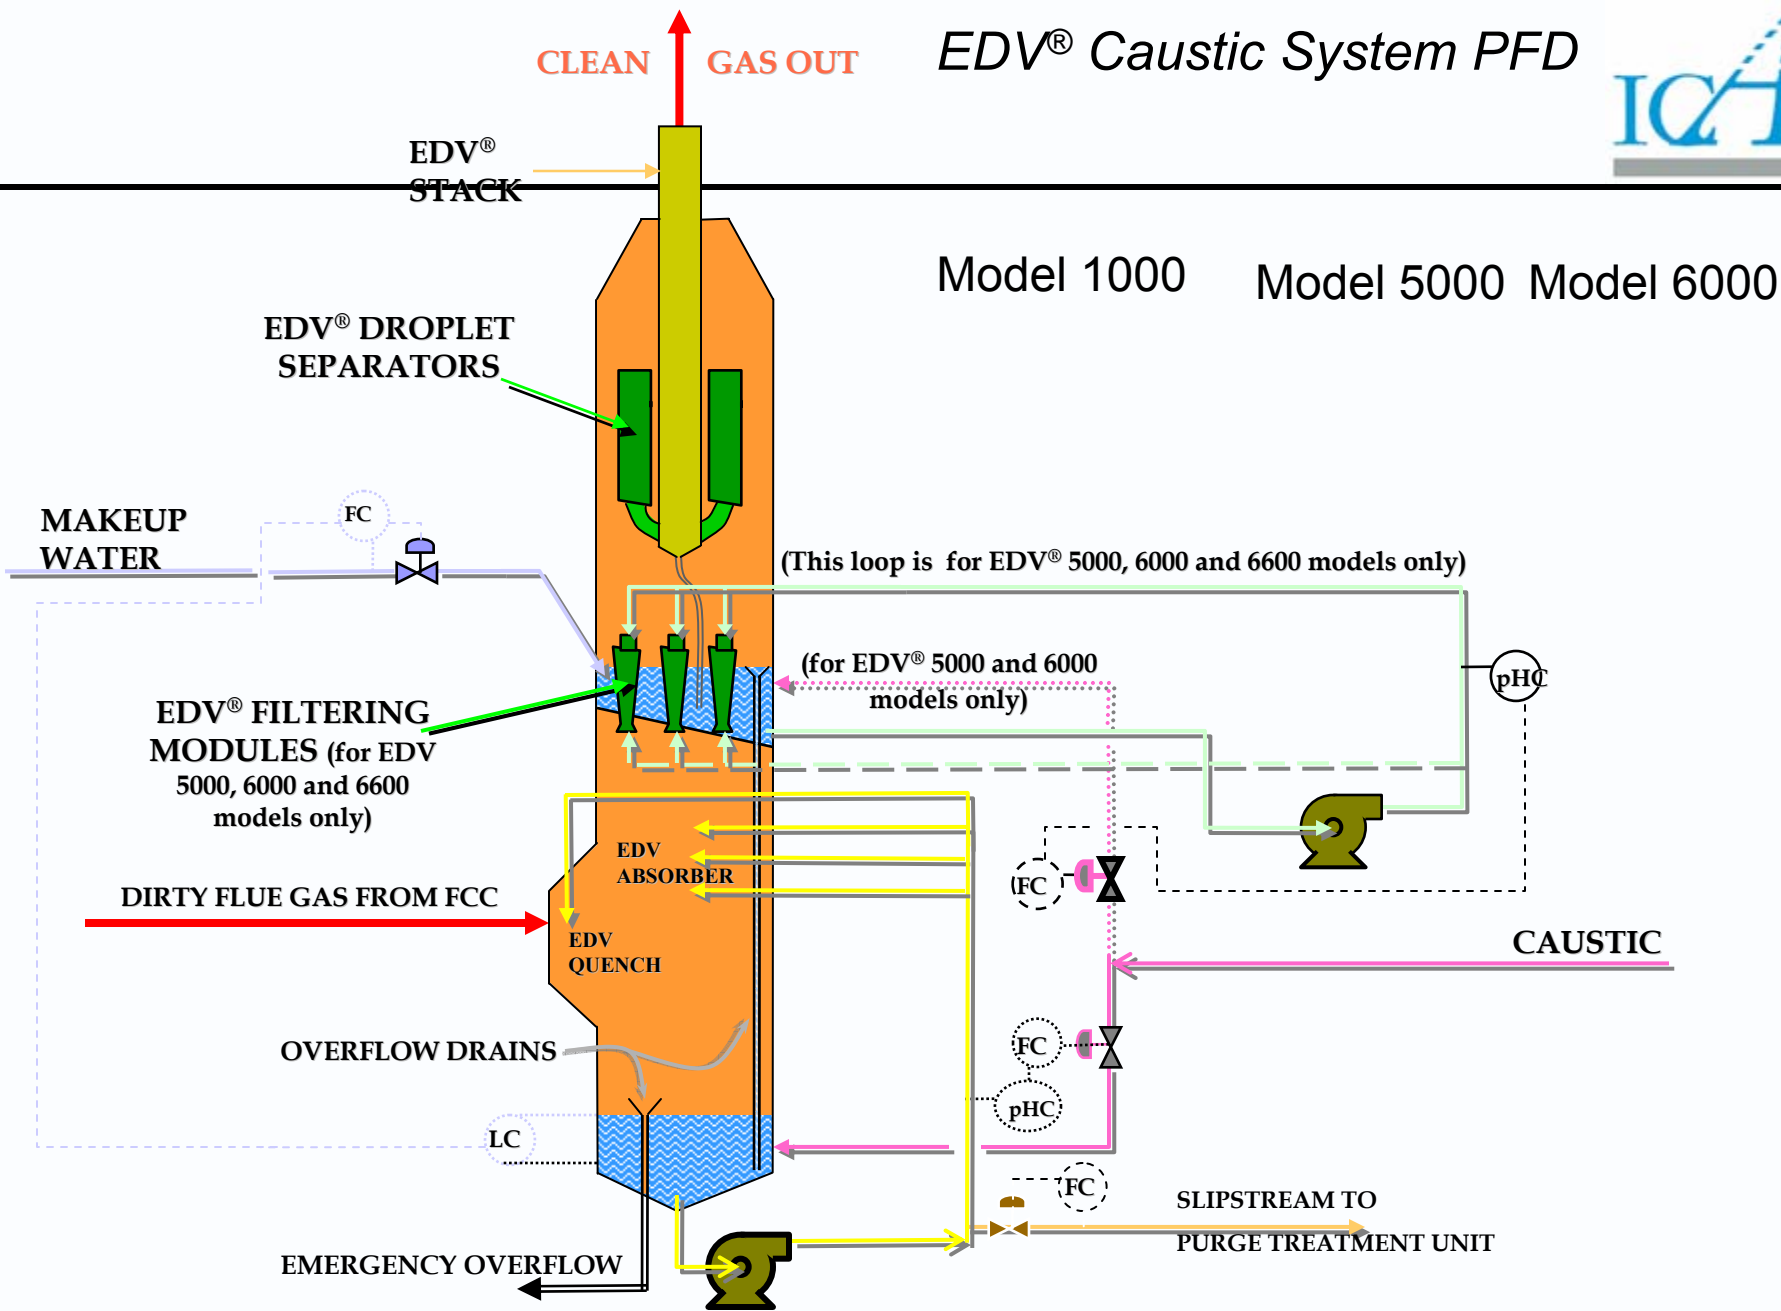 EDV® Caustic System PFD
CLEAN GAS OUT
EDV®
STACK
Model 1000
Model 5000
Model 6000
EDV® DROPLET
SEPARATORS
MAKEUP
WATER
FC
(This loop is for EDV® 5000, 6000 and 6600 models only)
(for EDV® 5000 and 6000
models only)
pHC
EDV® FILTERING
MODULES (for EDV
5000, 6000 and 6600
models only)
EDV
ABSORBER
FC
DIRTY FLUE GAS FROM FCC
EDV
QUENCH
CAUSTIC
OVERFLOW DRAINS
FC
pHC
LC
FC
SLIPSTREAM TO
PURGE TREATMENT UNIT
EMERGENCY OVERFLOW